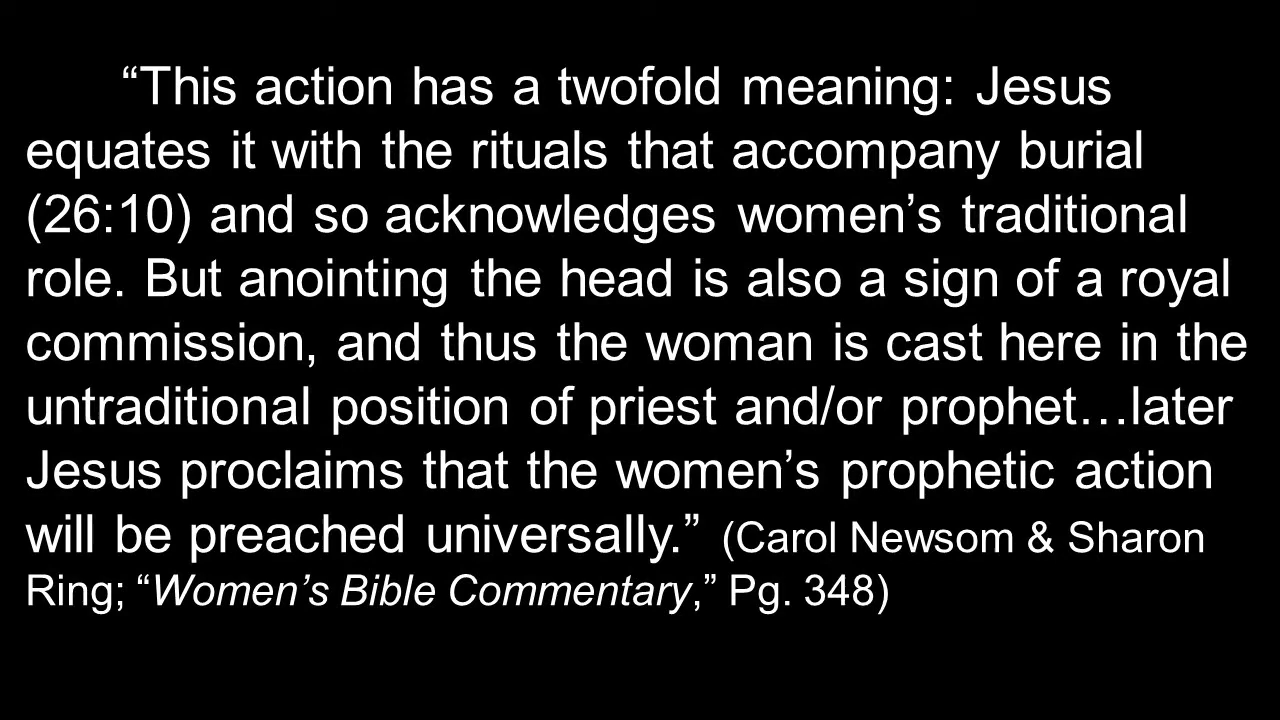 “This action has a twofold meaning: Jesus
equates it with the rituals that accompany burial
(26:10) and so acknowledges women’s traditional
role. But anointing the head is also a sign of a royal
commission, and thus the woman is cast here in the
untraditional position of priest and/or prophet…later
Jesus proclaims that the women’s prophetic action
will be preached universally.” (Carol Newsom & Sharon
Ring; “Women’s Bible Commentary,” Pg. 348)